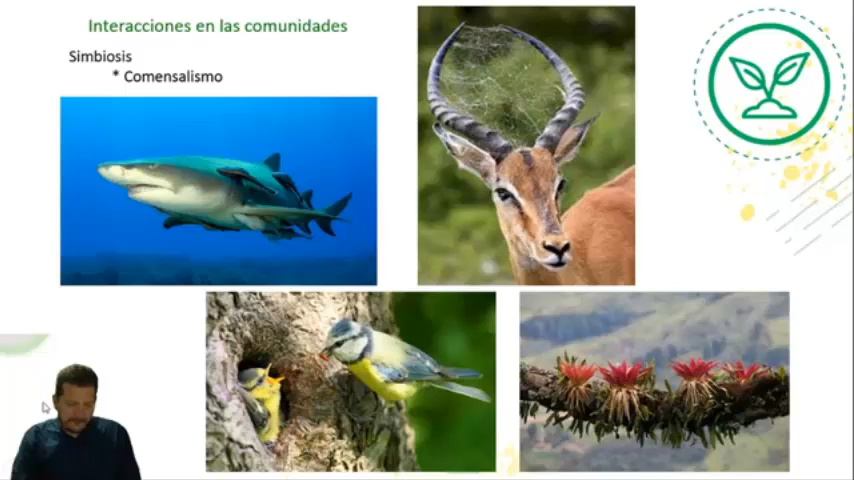 Interacciones en las comunidades
Simbiosis
* Comensalismo